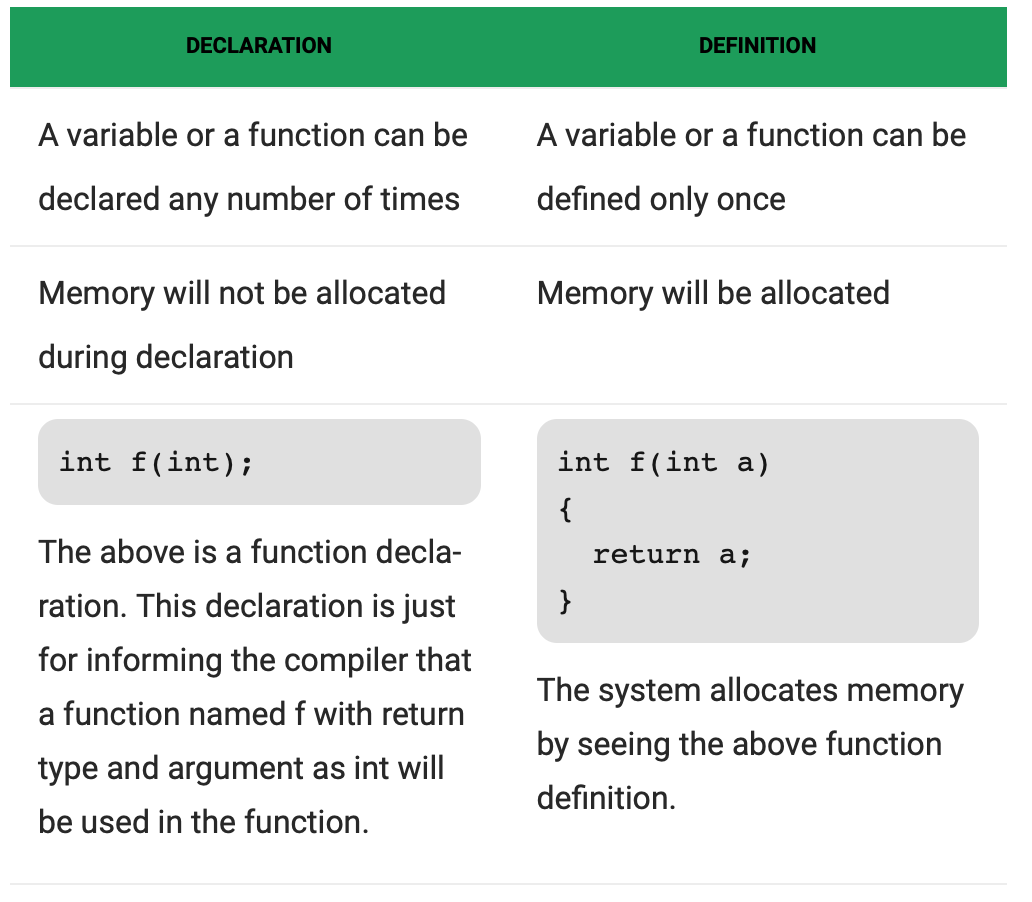 DECLARATION
DEFINITION
A variable or a function can be
declared any number of times
A variable or a function can be
defined only once
Memory will not be allocated
during declaration
Memory will be allocated
int f(int);
The above is a function decla-
ration. This declaration is just
for informing the compiler that
a function named f with return
type and argument as int will
be used in the function.
int f(int a)
{
  return a;
}
The system allocates memory
by seeing the above function
definition.